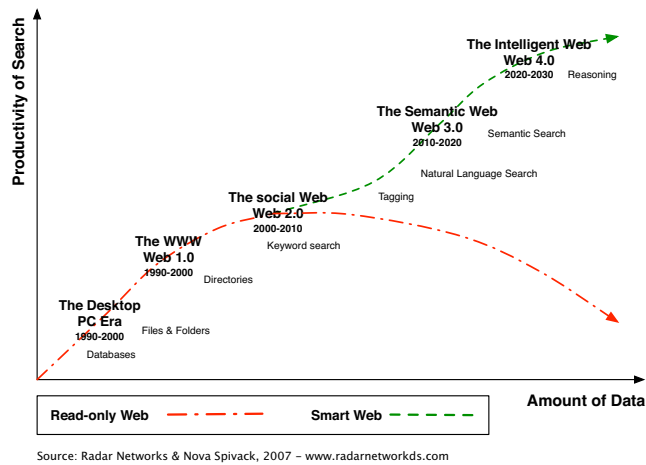 Productivity of Search
The Intelligent Web
Web 4.0
2020-2030
Reasoning
The Semantic Web
Web 3.0
2010-2020
Semantic Search
Natural Language Search
Tagging
The social Web
Web 2.0
2000-2010
Keyword search
The WWW
Web 1.0
1990-2000
Directories
The Desktop
PC Era
1990-2000
Files & Folders
Databases
Amount of Data
Read-only Web
Smart Web
Source: Radar Networks & Nova Spivack, 2007 – www.radarnetworkds.com